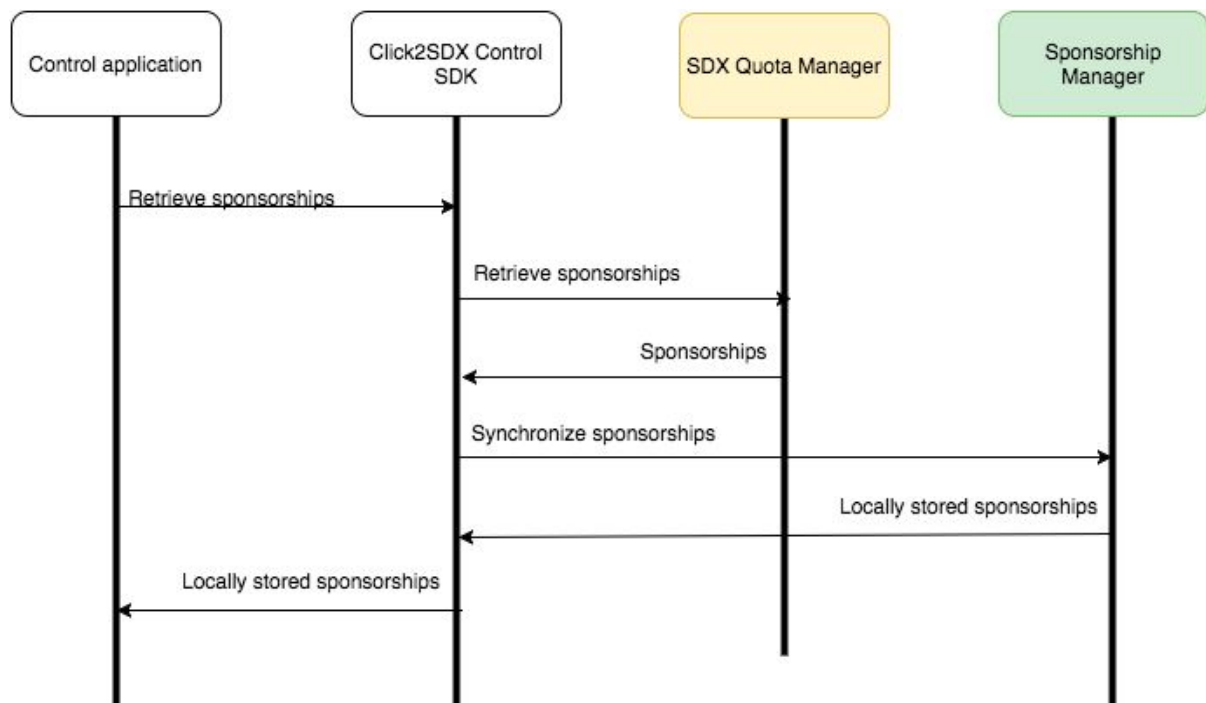 Control application
Click2SDX Control
SDK
SDX Quota Manager
Sponsorship
Manager
Retrieve sponsorships
Retrieve sponsorships
Sponsorships
Synchronize sponsorships
Locally stored sponsorships
Locally stored sponsorships